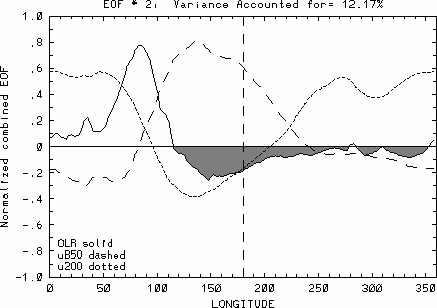 EOF # 2: Variance Accounted for= 12.17%
Normalized combined EOF
1.0
.8
.6
.4
.2
0
-.2
-.4
-.6
-.8
-1.0
OLR solid
u850 dashed
u200 dotted
0 50 100 150 200 250 300 350
LONGITUDE